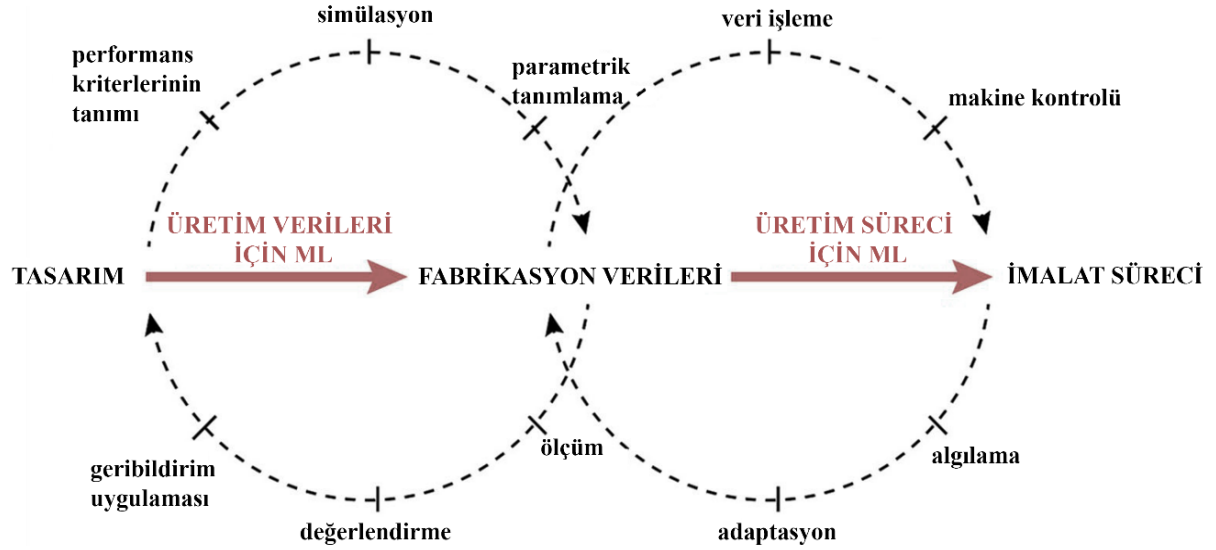 simülasyon
veri işleme
performans
kriterlerinin
tanımı
parametrik
tanımlama
makine kontrolü
ÜRETİM VERİLERİ
İÇİN ML
ÜRETİM SÜRECİ
İÇİN ML
TASARIM
FABRİKASYON VERİLERİ
İMALAT SÜRECİ
geribildirim
uygulaması
ölçüm
algılama
değerlendirme
adaptasyon